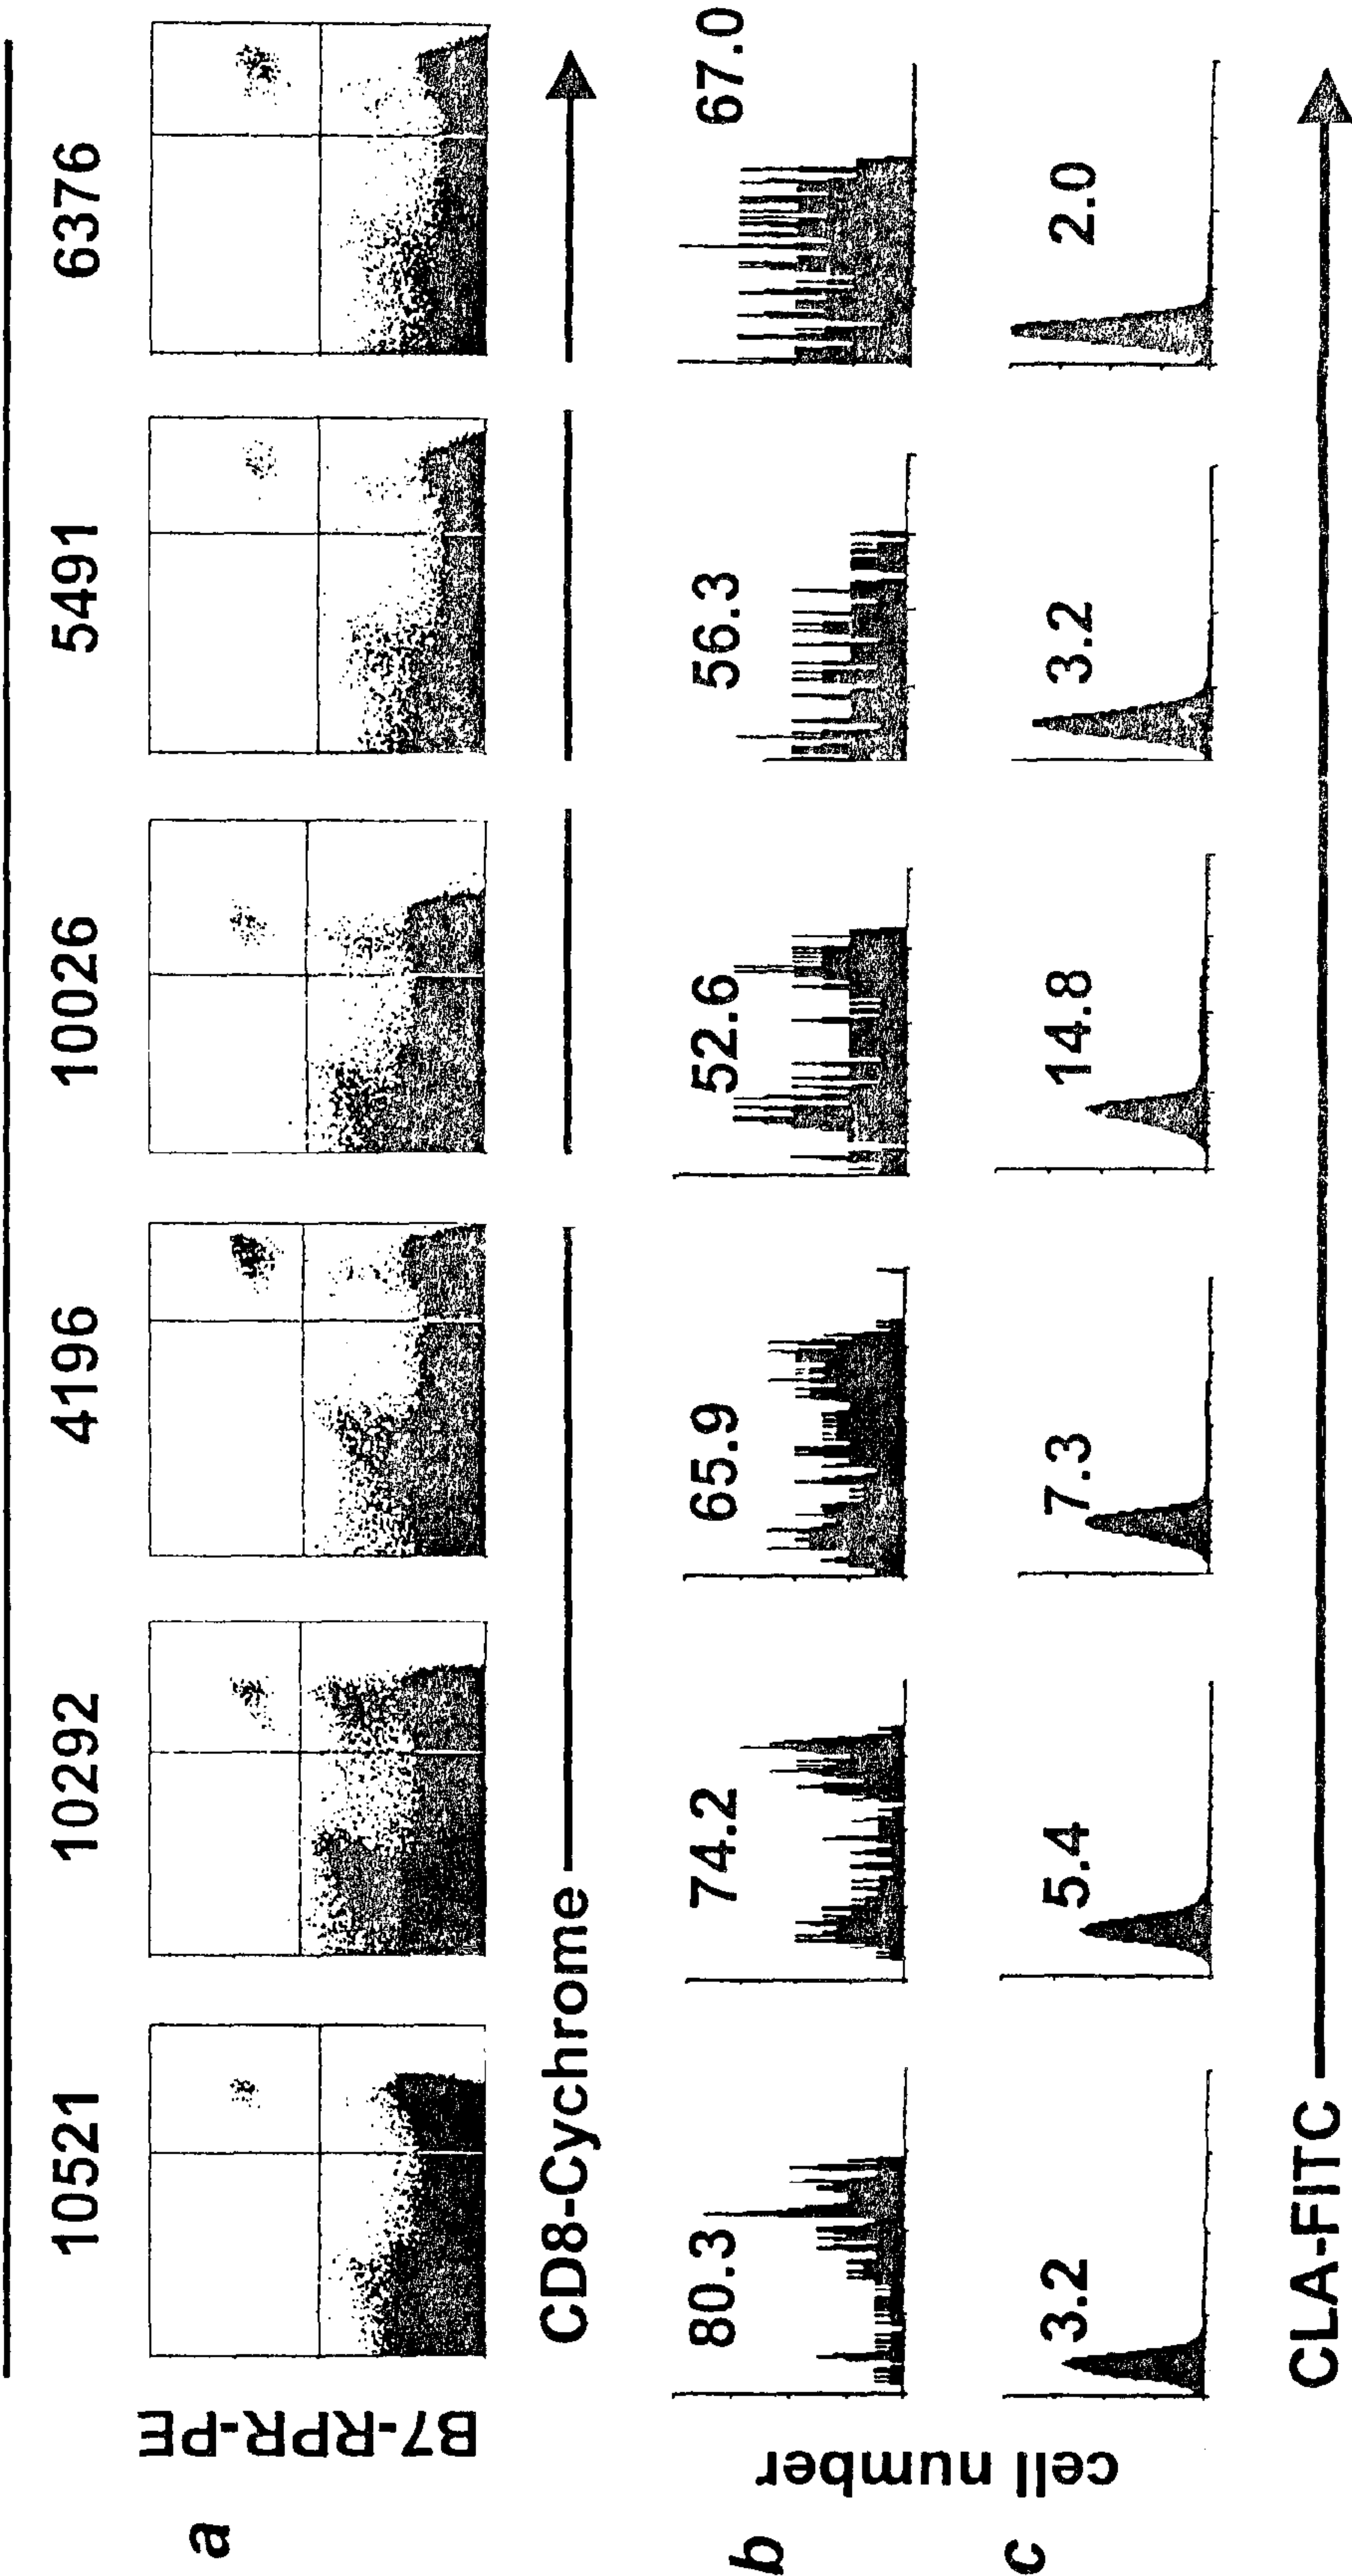 10521 10292 4196 10026 5491 6376
a
B7-RPR-PE
CD8-Cychrome
b
80.3 74.2 65.9 52.6 56.3 67.0
cell number
c
3.2 5.4 7.3 14.8 3.2 2.0
CLA-FITC